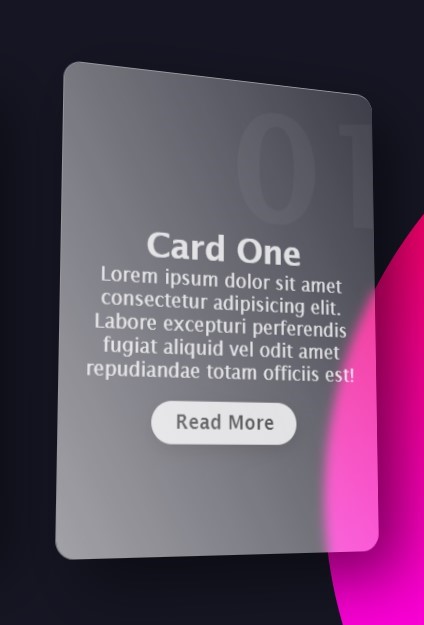 01
Card One
Lorem ipsum dolor sit amet
consectetur adipisicing elit.
Labore excepturi perferendis
fugiat aliquid vel odit amet
repudiandae totam officiis est!
Read More